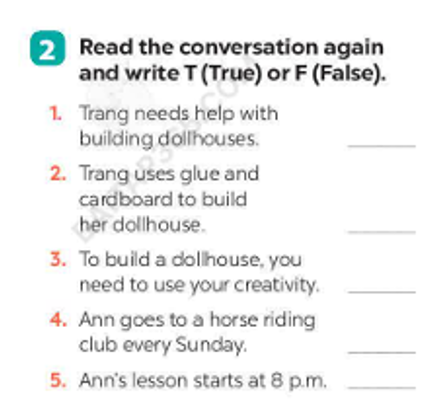 2 Read the conversation again
and write T (True) or F (False).
1. Trang needs help with
building dollhouses.
2. Trang uses glue and
cardboard to build
her dollhouse.
3. To build a dollhouse, you
need to use your creativity.
4. Ann goes to a horse riding
club every Sunday.
5. Ann's lesson starts at 8 p.m.